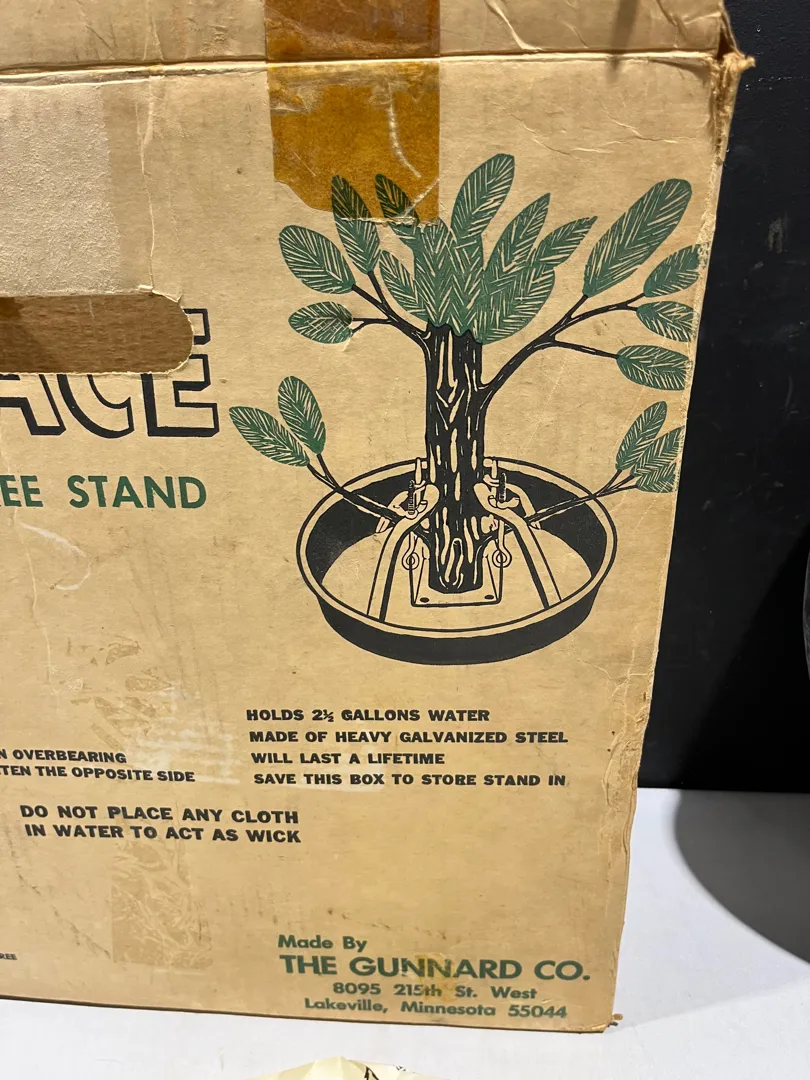 ACE
EE STAND
HOLDS 2½ GALLONS WATER
MADE OF HEAVY GALVANIZED STEEL
WILL LAST A LIFETIME
SAVE THIS BOX TO STORE STAND IN
N OVERBEARING
TEN THE OPPOSITE SIDE
DO NOT PLACE ANY CLOTH
IN WATER TO ACT AS WICK
REE
Made By
THE GUNNARD CO.
8095 215th St. West
Lakeville, Minnesota 55044